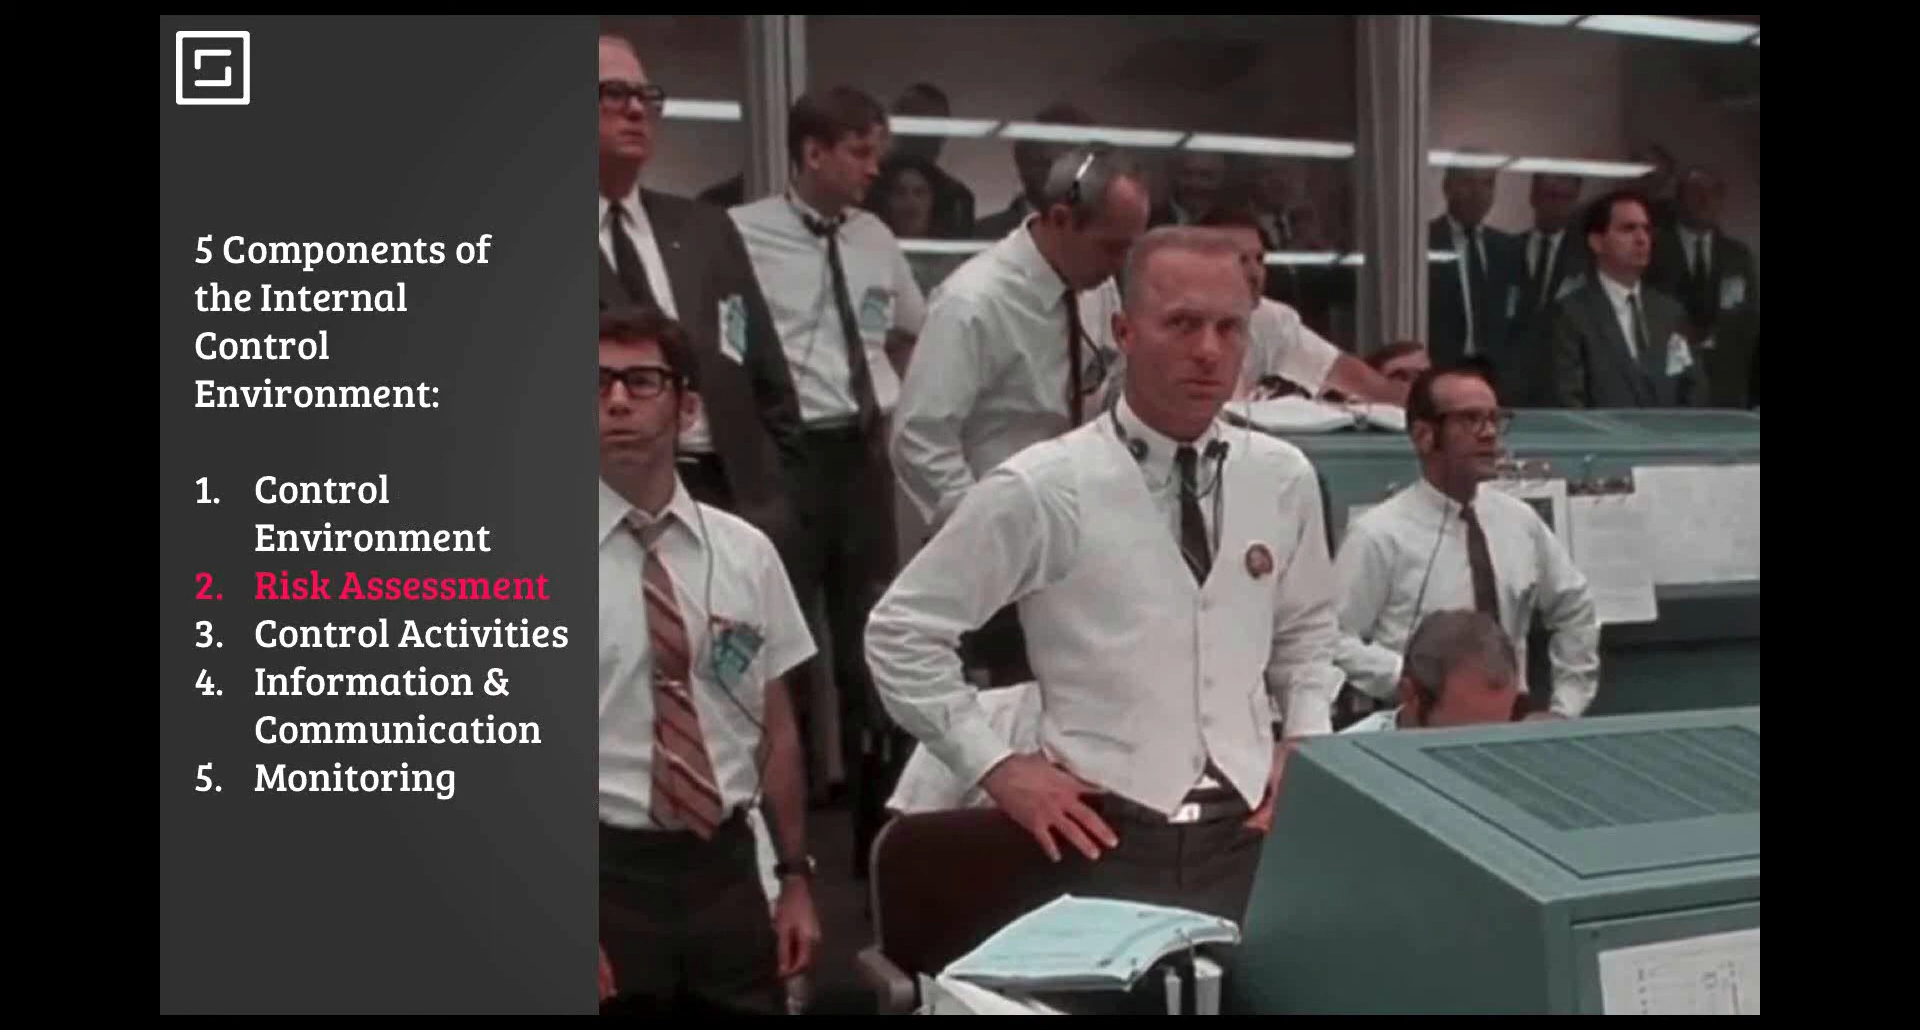 5 Components of
the Internal
Control
Environment:
1. Control
Environment
2. Risk Assessment
3. Control Activities
4. Information &
Communication
5. Monitoring